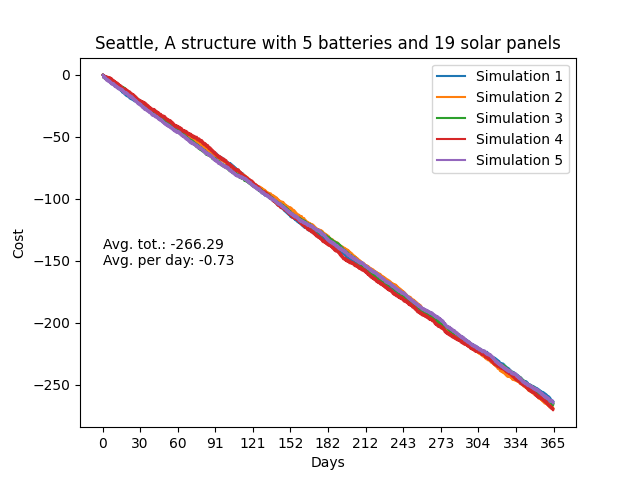 Seattle, A structure with 5 batteries and 19 solar panels
Simulation 1
Simulation 2
Simulation 3
Simulation 4
Simulation 5
Cost
0
−50
−100
−150
−200
−250
Avg. tot.: -266.29
Avg. per day: -0.73
0 30 60 91 121 152 182 212 243 273 304 334 365
Days